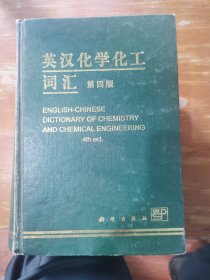 英汉化学化工
词汇 第四版
ENGLISH-CHINESE
DICTIONARY OF CHEMISTRY
AND CHEMICAL ENGINEERING
4th ed.
科学出版社